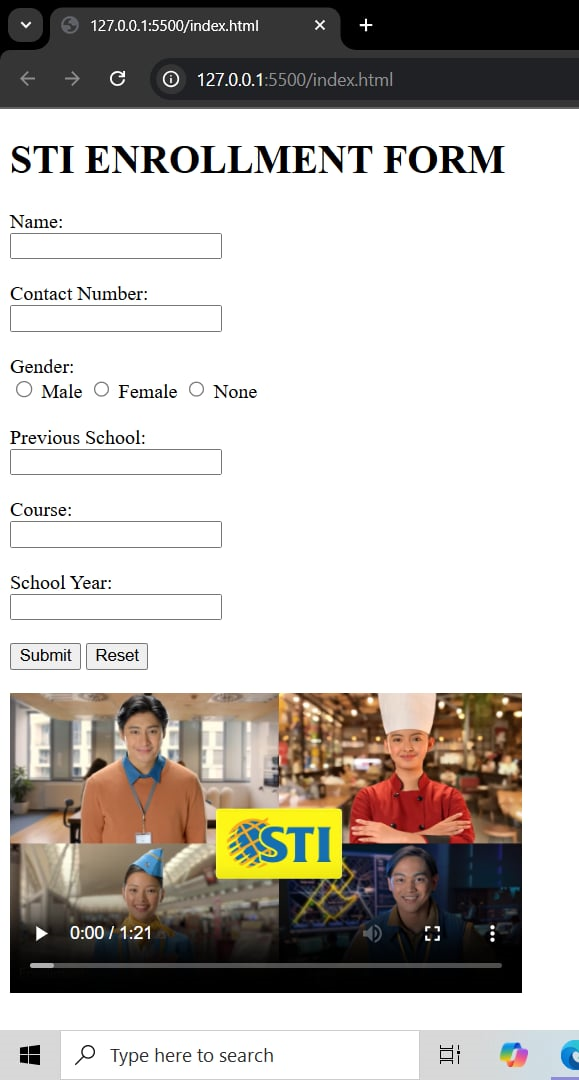 127.0.0.1:5500/index.html
127.0.0.1:5500/index.html
STI ENROLLMENT FORM
Name:
Contact Number:
Gender:
Male Female None
Previous School:
Course:
School Year:
Submit Reset
STI
0:00 / 1:21
Type here to search